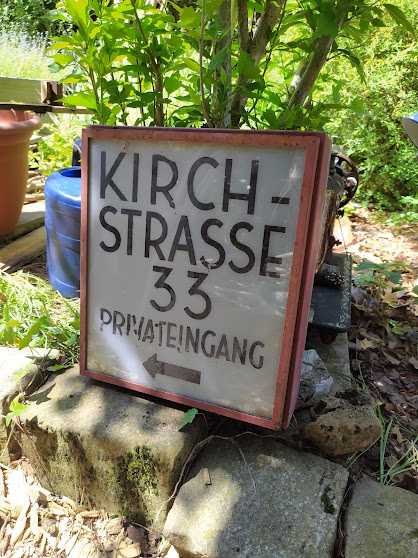 KIRCH-
STRASSE
33
PRIVATEINGANG
←